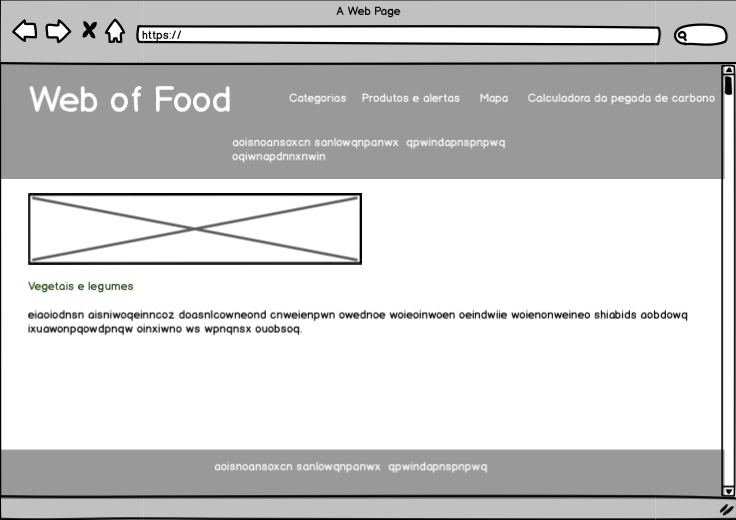 A Web Page
https://
Web of Food
Categorias Produtos e alertas Mapa Calculadora da pegada de carbono
aoisnoansoxcn sanlowqnpanwx qpwindapnspnpwq
oqiwnapdnnxnwin
Vegetais e legumes
eiaoiodnsn aisniwoqeinncoz doasnlcowneond cnweienpwn owednoe woieoinwoen oeindwiie woienonweineo shiabids aobdowq
ixuawonpqowdpnqw oinxiwno ws wpnqnsx ouobsoq.
aoisnoansoxcn sanlowqnpanwx qpwindapnspnpwq